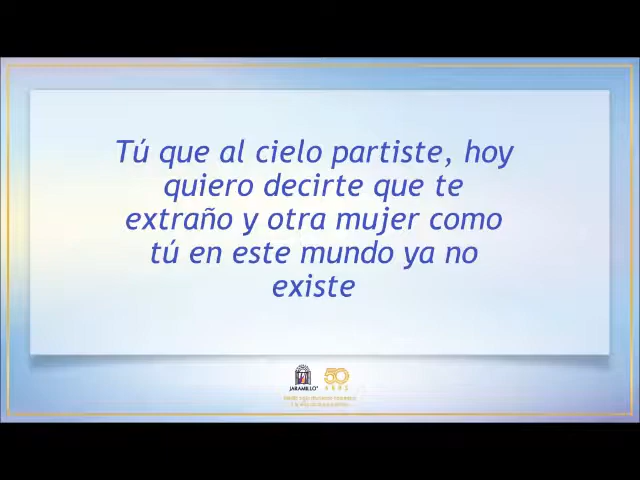 Tú que al cielo partiste, hoy
quiero decirte que te
extraño y otra mujer como
tú en este mundo ya no
existe
JARAMILLO
50
AÑOS